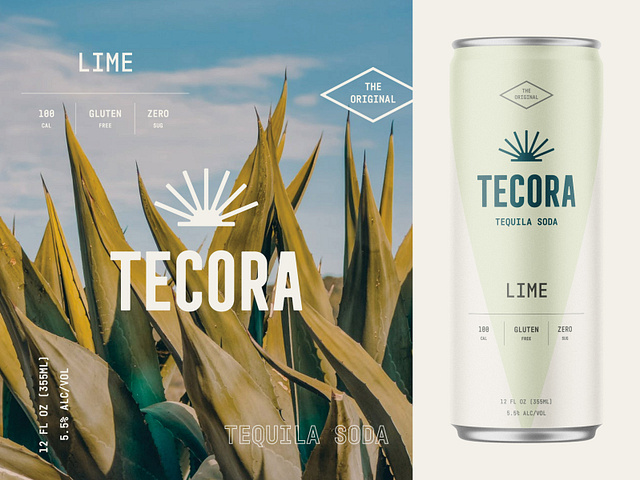 LIME
100
CAL
GLUTEN
FREE
ZERO
SUG
THE
ORIGINAL
TECORA
12 FL OZ [355ML]
5.5% ALC/VOL
TEQUILA SODA
THE
ORIGINAL
TECORA
TEQUILA SODA
LIME
100
CAL
GLUTEN
FREE
ZERO
SUG
12 FL OZ [355ML]
5.5% ALC/VOL